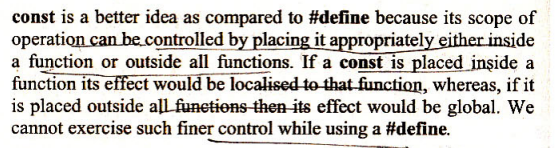 const is a better idea as compared to #define because its scope of
operation can be controlled by placing it appropriately either inside
a function or outside all functions. If a const is placed inside a
function its effect would be localised to that function, whereas, if it
is placed outside all functions then its effect would be global. We
cannot exercise such finer control while using a #define.